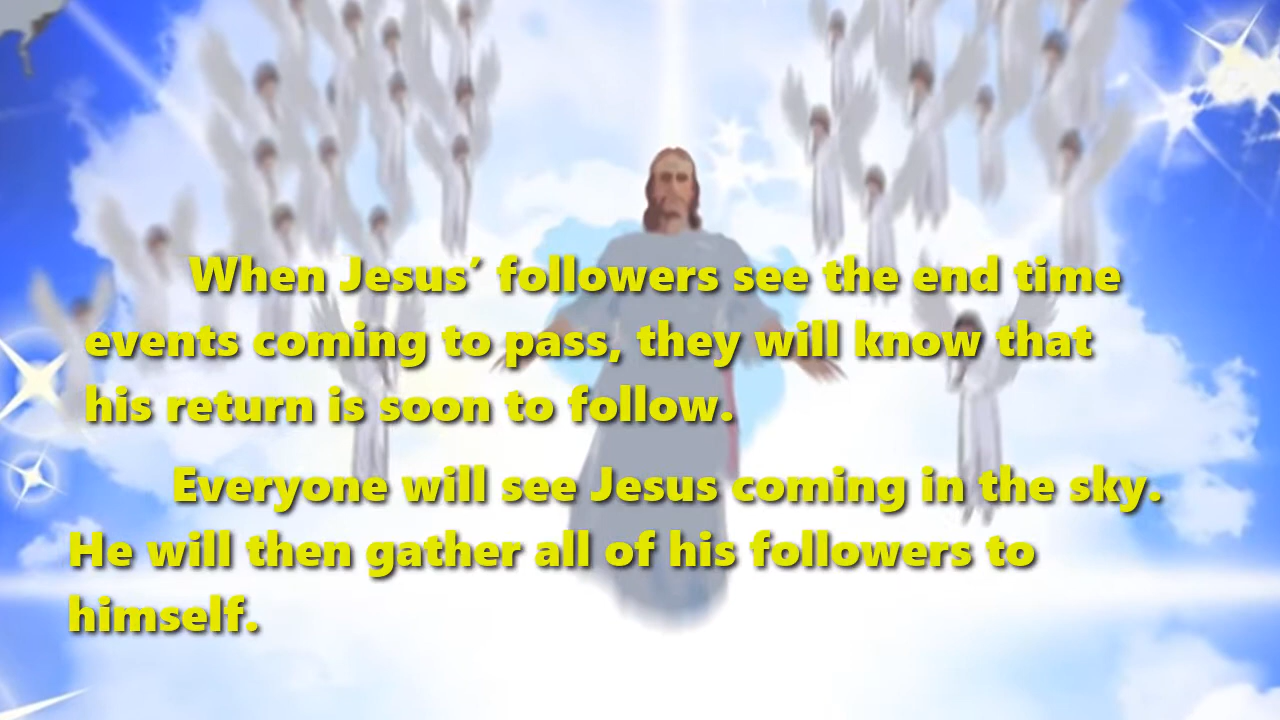 When Jesus’ followers see the end time
events coming to pass, they will know that
his return is soon to follow.
Everyone will see Jesus coming in the sky.
He will then gather all of his followers to
himself.